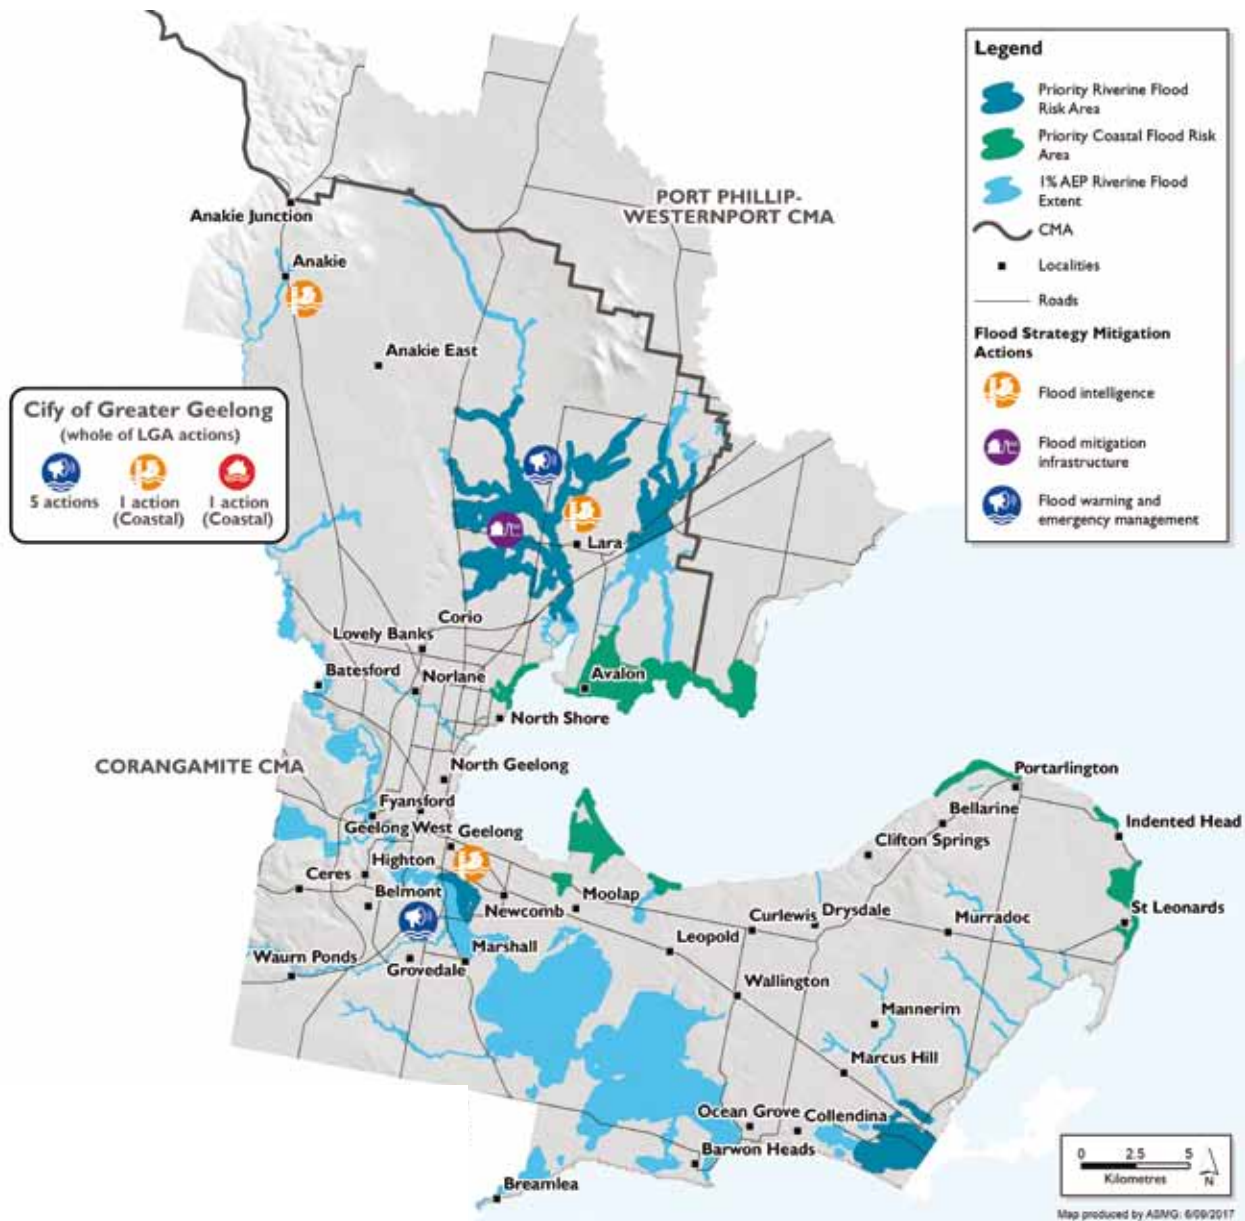 Legend
Priority Riverine Flood
Risk Area
Priority Coastal Flood Risk
Area
1% AEP Riverine Flood
Extent
CMA
Localities
Roads
Flood Strategy Mitigation
Actions
Flood intelligence
Flood mitigation
infrastructure
Flood warning and
emergency management
PORT PHILLIP-
WESTERNPORT CMA
Anakie Junction
Anakie
Anakie East
Cify of Greater Geelong
(whole of LGA actions)
5 actions
1 action
(Coastal)
1 action
(Coastal)
Lara
Corio
Lovely Banks
Batesford
Norlane
Avalon
North Shore
CORANGAMITE CMA
North Geelong
Fyansford
Geelong West
Geelong
Highton
Ceres
Belmont
Newcomb
Moolap
Waurn Ponds
Grovedale
Marshall
Leopold
Curlewis
Drysdale
Clifton Springs
Bellarine
Portarlington
Indented Head
St Leonards
Murradoc
Wallington
Mannerim
Marcus Hill
Ocean Grove
Collendina
Barwon Heads
Breamlea
0 2.5 5
Kilometres
N
Map produced by ASMG: 6/09/2017